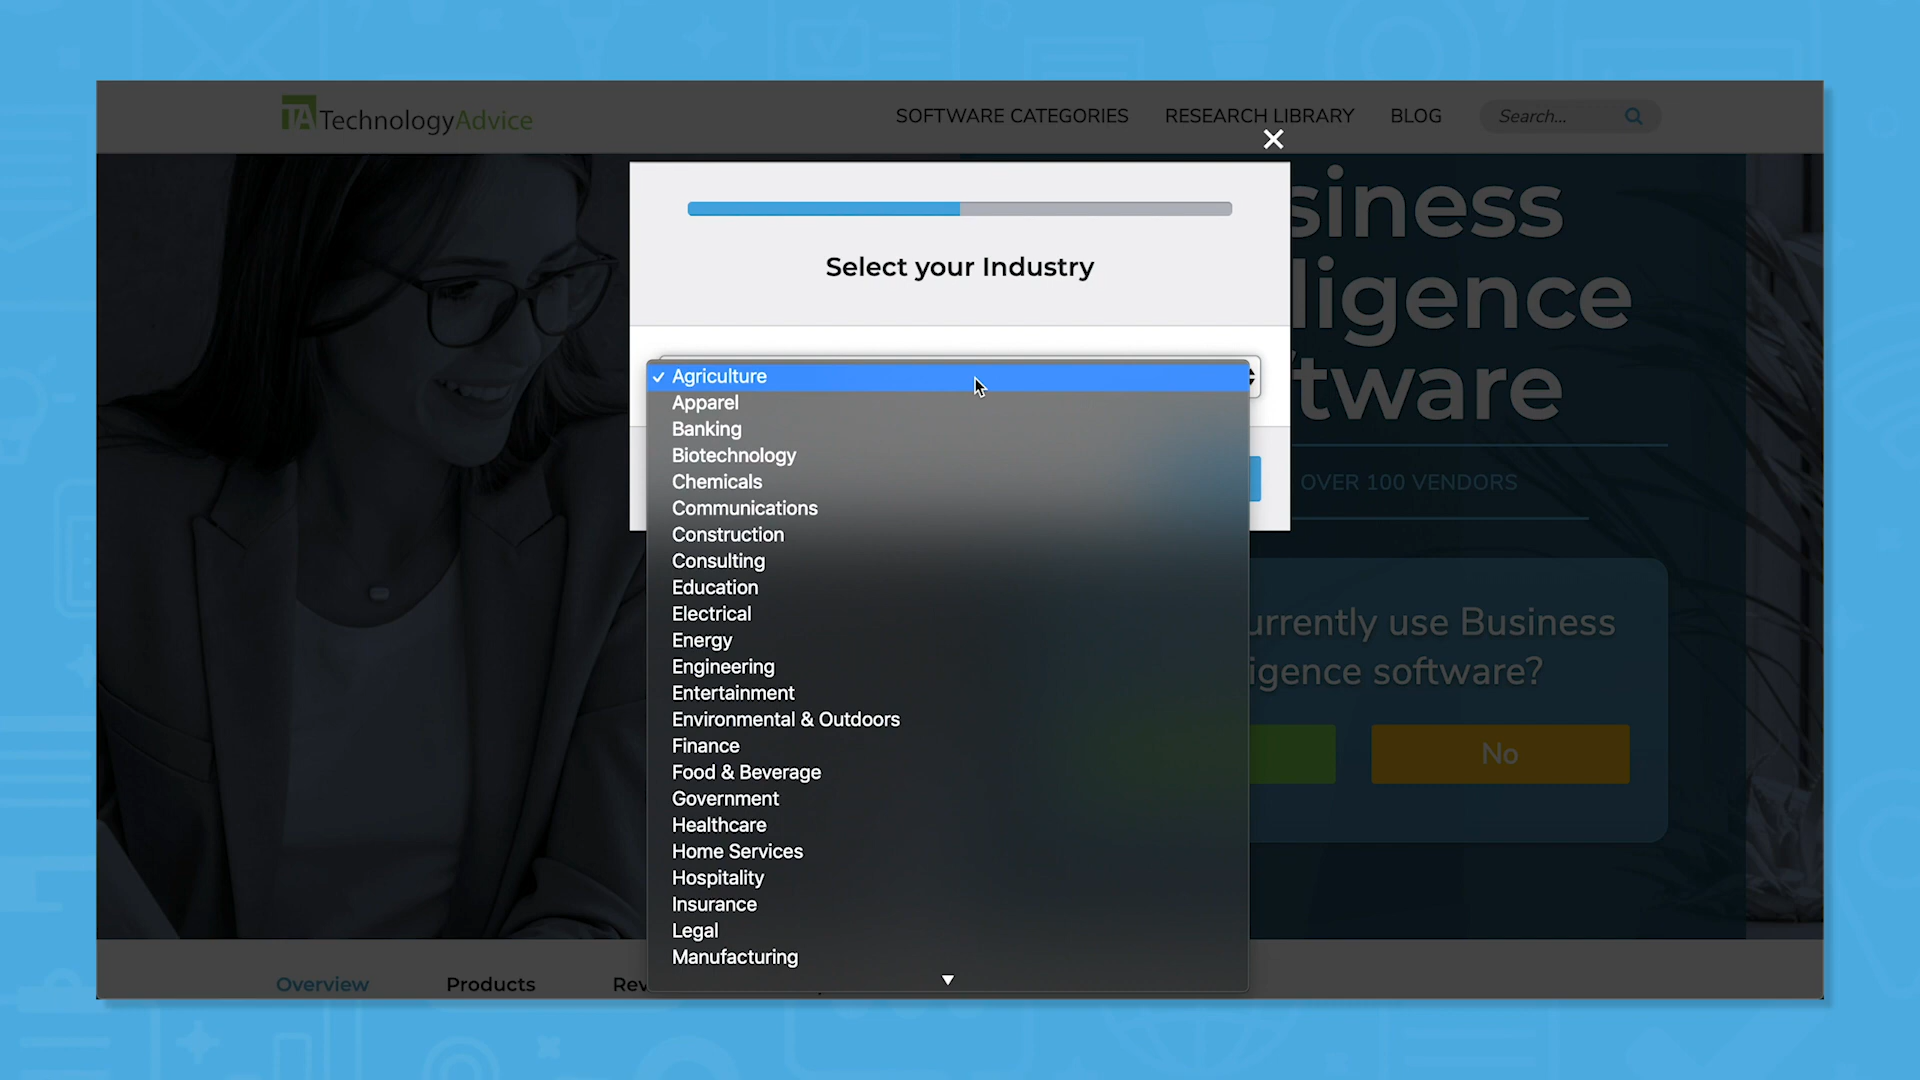 TA TechnologyAdvice
SOFTWARE CATEGORIES
RESEARCH LIBRARY
BLOG
Search...
siness
ligence
tware
OVER 100 VENDORS
urrently use Business
igence software?
No
Select your Industry
✓ Agriculture
Apparel
Banking
Biotechnology
Chemicals
Communications
Construction
Consulting
Education
Electrical
Energy
Engineering
Entertainment
Environmental & Outdoors
Finance
Food & Beverage
Government
Healthcare
Home Services
Hospitality
Insurance
Legal
Manufacturing
Overview
Products
Rev